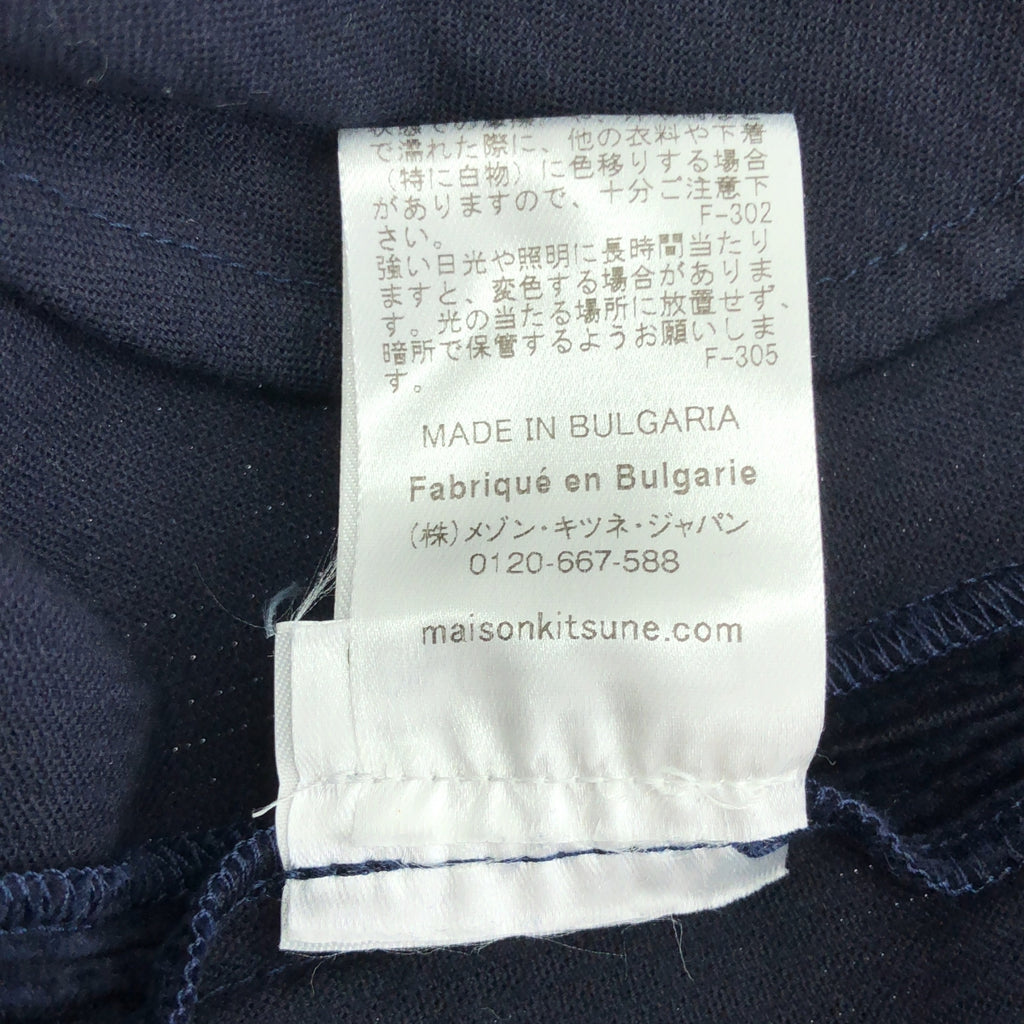 で濡れた際に、他の衣料や下着
（特に白物）に色移りする場合
がありますので、十分ご注意下
さい。
F-302
強い日光や照明に長時間当たり
ますと、変色する場合がありま
す。光の当たる場所に放置せず、
暗所で保管するようお願いしま
す。
F-305
MADE IN BULGARIA
Fabriqué en Bulgarie
(株)メゾン・キツネ・ジャパン
0120-667-588
maisonkitsune.com